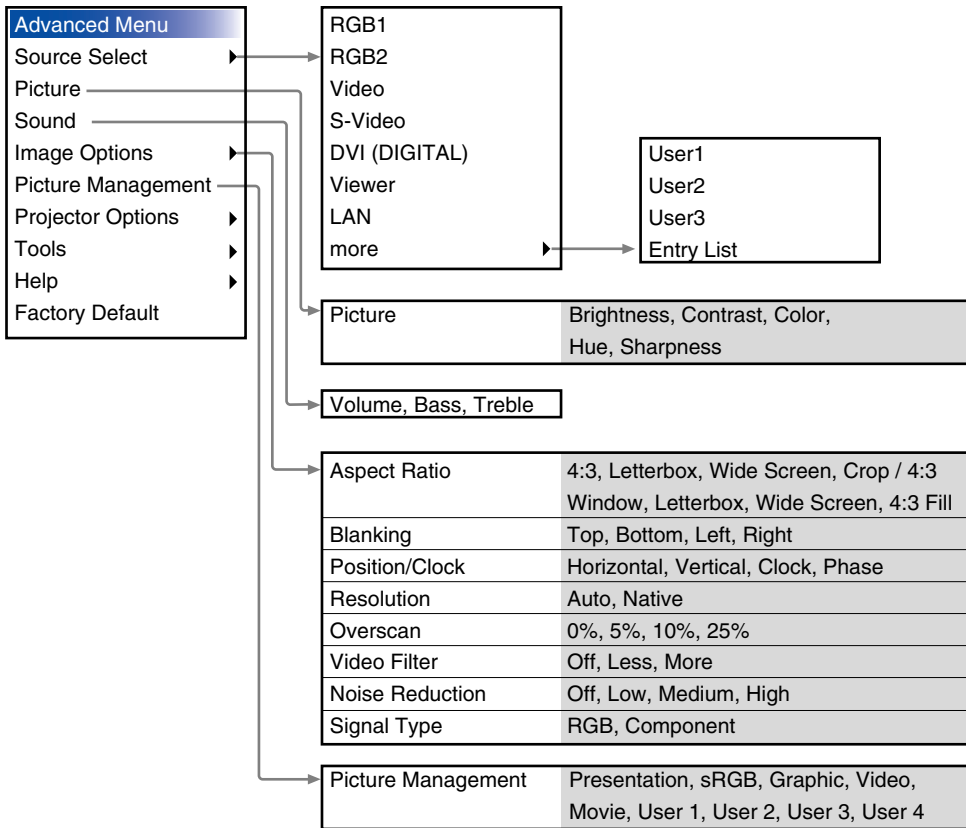 Advanced Menu
Source Select
Picture
Sound
Image Options
Picture Management
Projector Options
Tools
Help
Factory Default
RGB1
RGB2
Video
S-Video
DVI (DIGITAL)
Viewer
LAN
more
User1
User2
User3
Entry List
Picture Brightness, Contrast, Color,
Hue, Sharpness
Volume, Bass, Treble
Aspect Ratio 4:3, Letterbox, Wide Screen, Crop / 4:3
Window, Letterbox, Wide Screen, 4:3 Fill
Blanking Top, Bottom, Left, Right
Position/Clock Horizontal, Vertical, Clock, Phase
Resolution Auto, Native
Overscan 0%, 5%, 10%, 25%
Video Filter Off, Less, More
Noise Reduction Off, Low, Medium, High
Signal Type RGB, Component
Picture Management Presentation, sRGB, Graphic, Video,
Movie, User 1, User 2, User 3, User 4